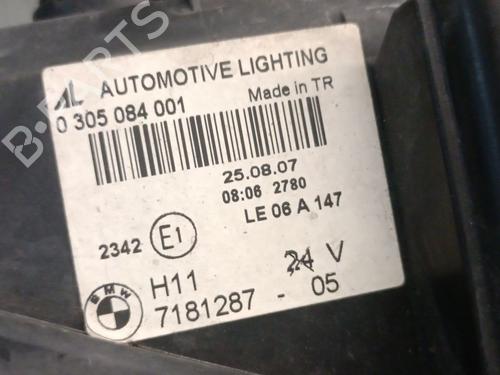 AL AUTOMOTIVE LIGHTING
0 305 084 001 Made in TR
25.08.07
08:06 2780
LE 06 A 147
2342 E1
BMW H11 24 V
7181287 - 05
B-PARTS